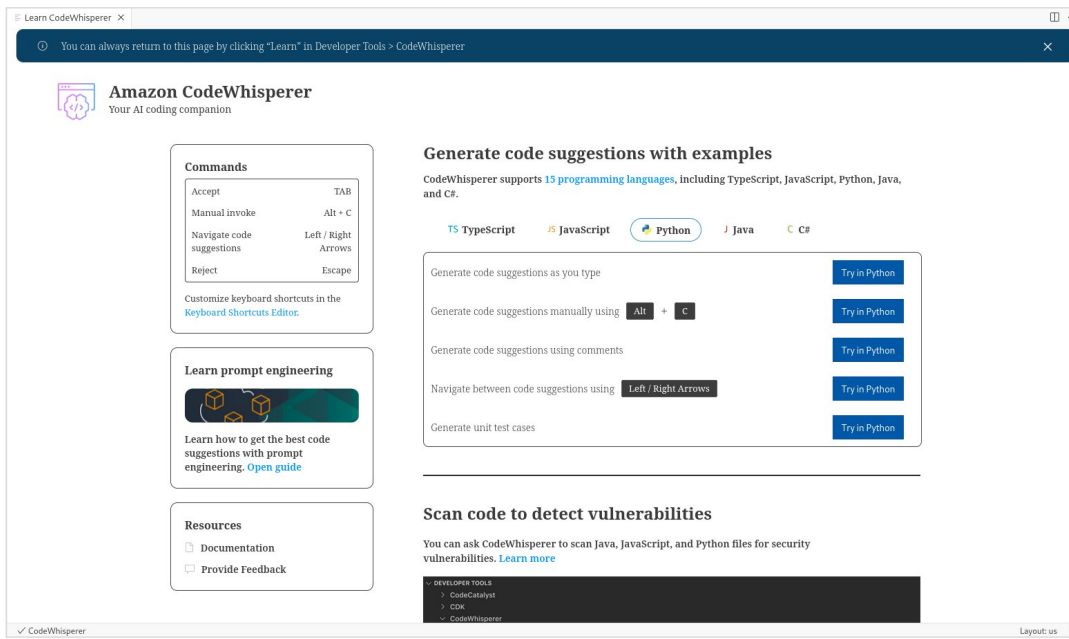 Learn CodeWhisperer
You can always return to this page by clicking “Learn” in Developer Tools > CodeWhisperer
Amazon CodeWhisperer
Your AI coding companion
Commands
Accept TAB
Manual invoke Alt + C
Navigate code Left / Right
suggestions Arrows
Reject Escape
Customize keyboard shortcuts in the
Keyboard Shortcuts Editor.
Learn prompt engineering
Learn how to get the best code
suggestions with prompt
engineering. Open guide
Resources
Documentation
Provide Feedback
Generate code suggestions with examples
CodeWhisperer supports 15 programming languages, including TypeScript, JavaScript, Python, Java,
and C#.
TS TypeScript JS JavaScript Python J Java C C#
Generate code suggestions as you type Try in Python
Generate code suggestions manually using Alt + C Try in Python
Generate code suggestions using comments Try in Python
Navigate between code suggestions using Left / Right Arrows Try in Python
Generate unit test cases Try in Python
Scan code to detect vulnerabilities
You can ask CodeWhisperer to scan Java, JavaScript, and Python files for security
vulnerabilities. Learn more
DEVELOPER TOOLS
CodeCatalyst
CDK
CodeWhisperer
CodeWhisperer Layout: us